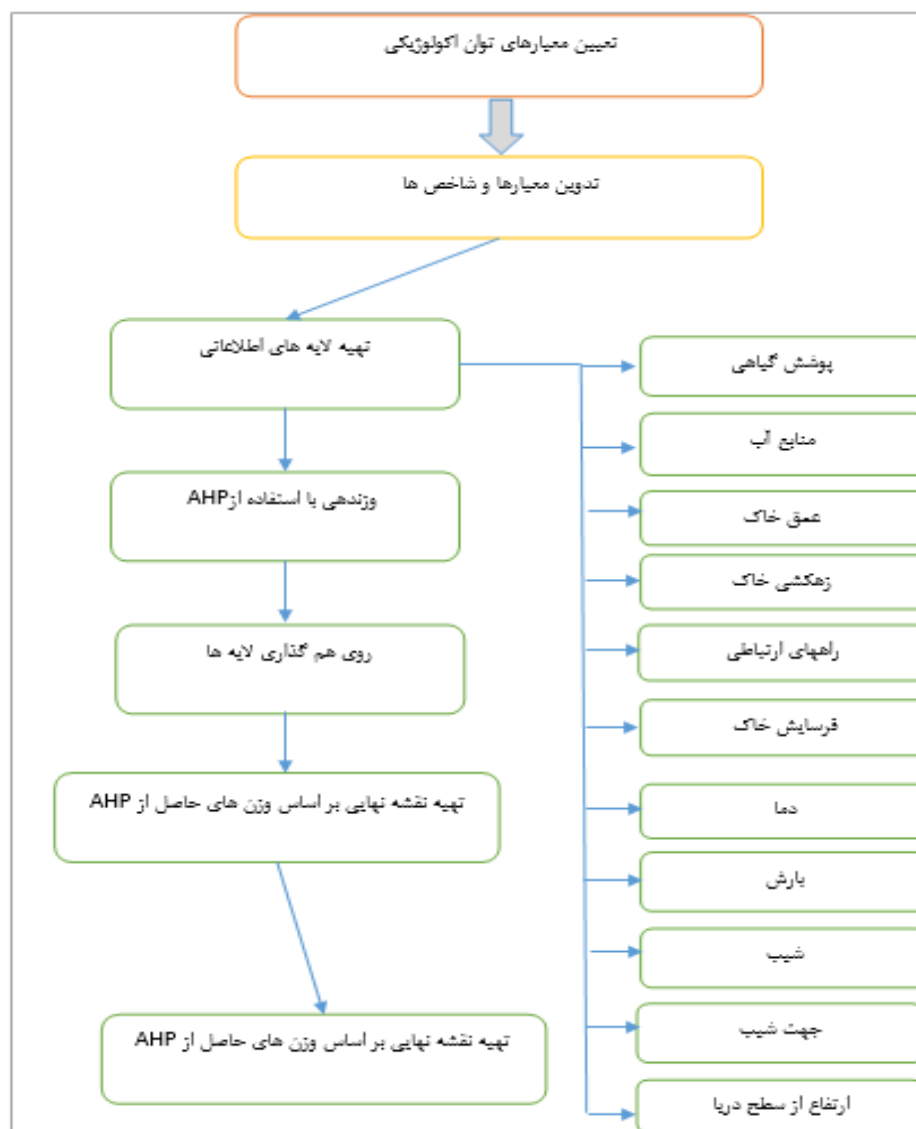 تعیین معیارهای توان اکولوژیکی
تدوین معیارها و شاخص ها
تهیه لایه های اطلاعاتی
وزندهی با استفاده ازAHP
روی هم گذاری لایه ها
تهیه نقشه نهایی بر اساس وزن های حاصل از AHP
تهیه نقشه نهایی بر اساس وزن های حاصل از AHP
پوشش گیاهی
منابع آب
عمق خاک
زهکشی خاک
راههای ارتباطی
فرسایش خاک
دما
بارش
شیب
جهت شیب
ارتفاع از سطح دریا